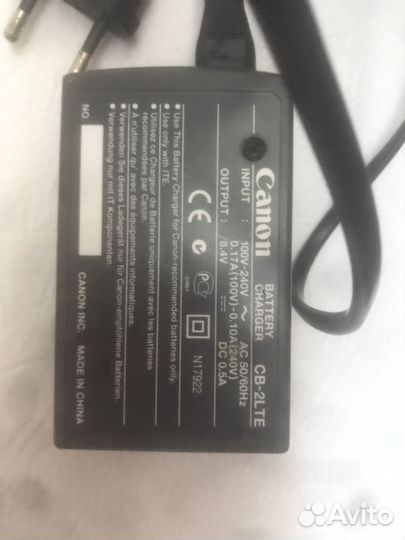 Canon
BATTERY
CHARGER
CB-2LTE
INPUT : 100V-240V ~ AC 50/60Hz
0.17A(100V)-0.10A(240V)
OUTPUT : 8.4V ⎓ DC 0.5A
CE
PC
N17922
• Use This Battery Charger for Canon-recommended batteries only.
• Use only with ITE.
• Utilisez ce Chargeur de Batterie uniquement avec les batteries
recommendées par Canon.
• A n'utiliser qu' avec des équipements informatiques.
• Verwenden Sie dieses Ladegerät nur für Canon-empfohlene Batterien.
• Verwendung nur mit IT Komponenten.
NO.
CANON INC. MADE IN CHINA
Avito